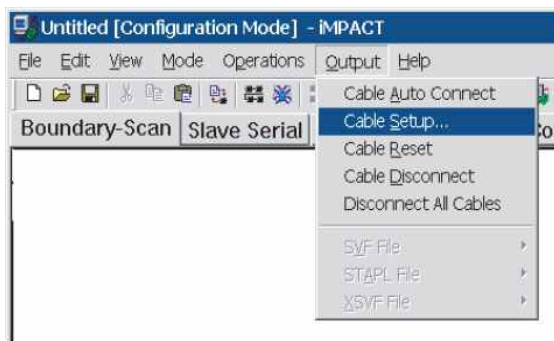 Untitled [Configuration Mode] - iMPACT
File Edit View Mode Operations Output Help
Cable Auto Connect
Boundary-Scan Slave Serial
Cable Setup...
Cable Reset
Cable Disconnect
Disconnect All Cables
SVF File
STAPL File
XSVF File